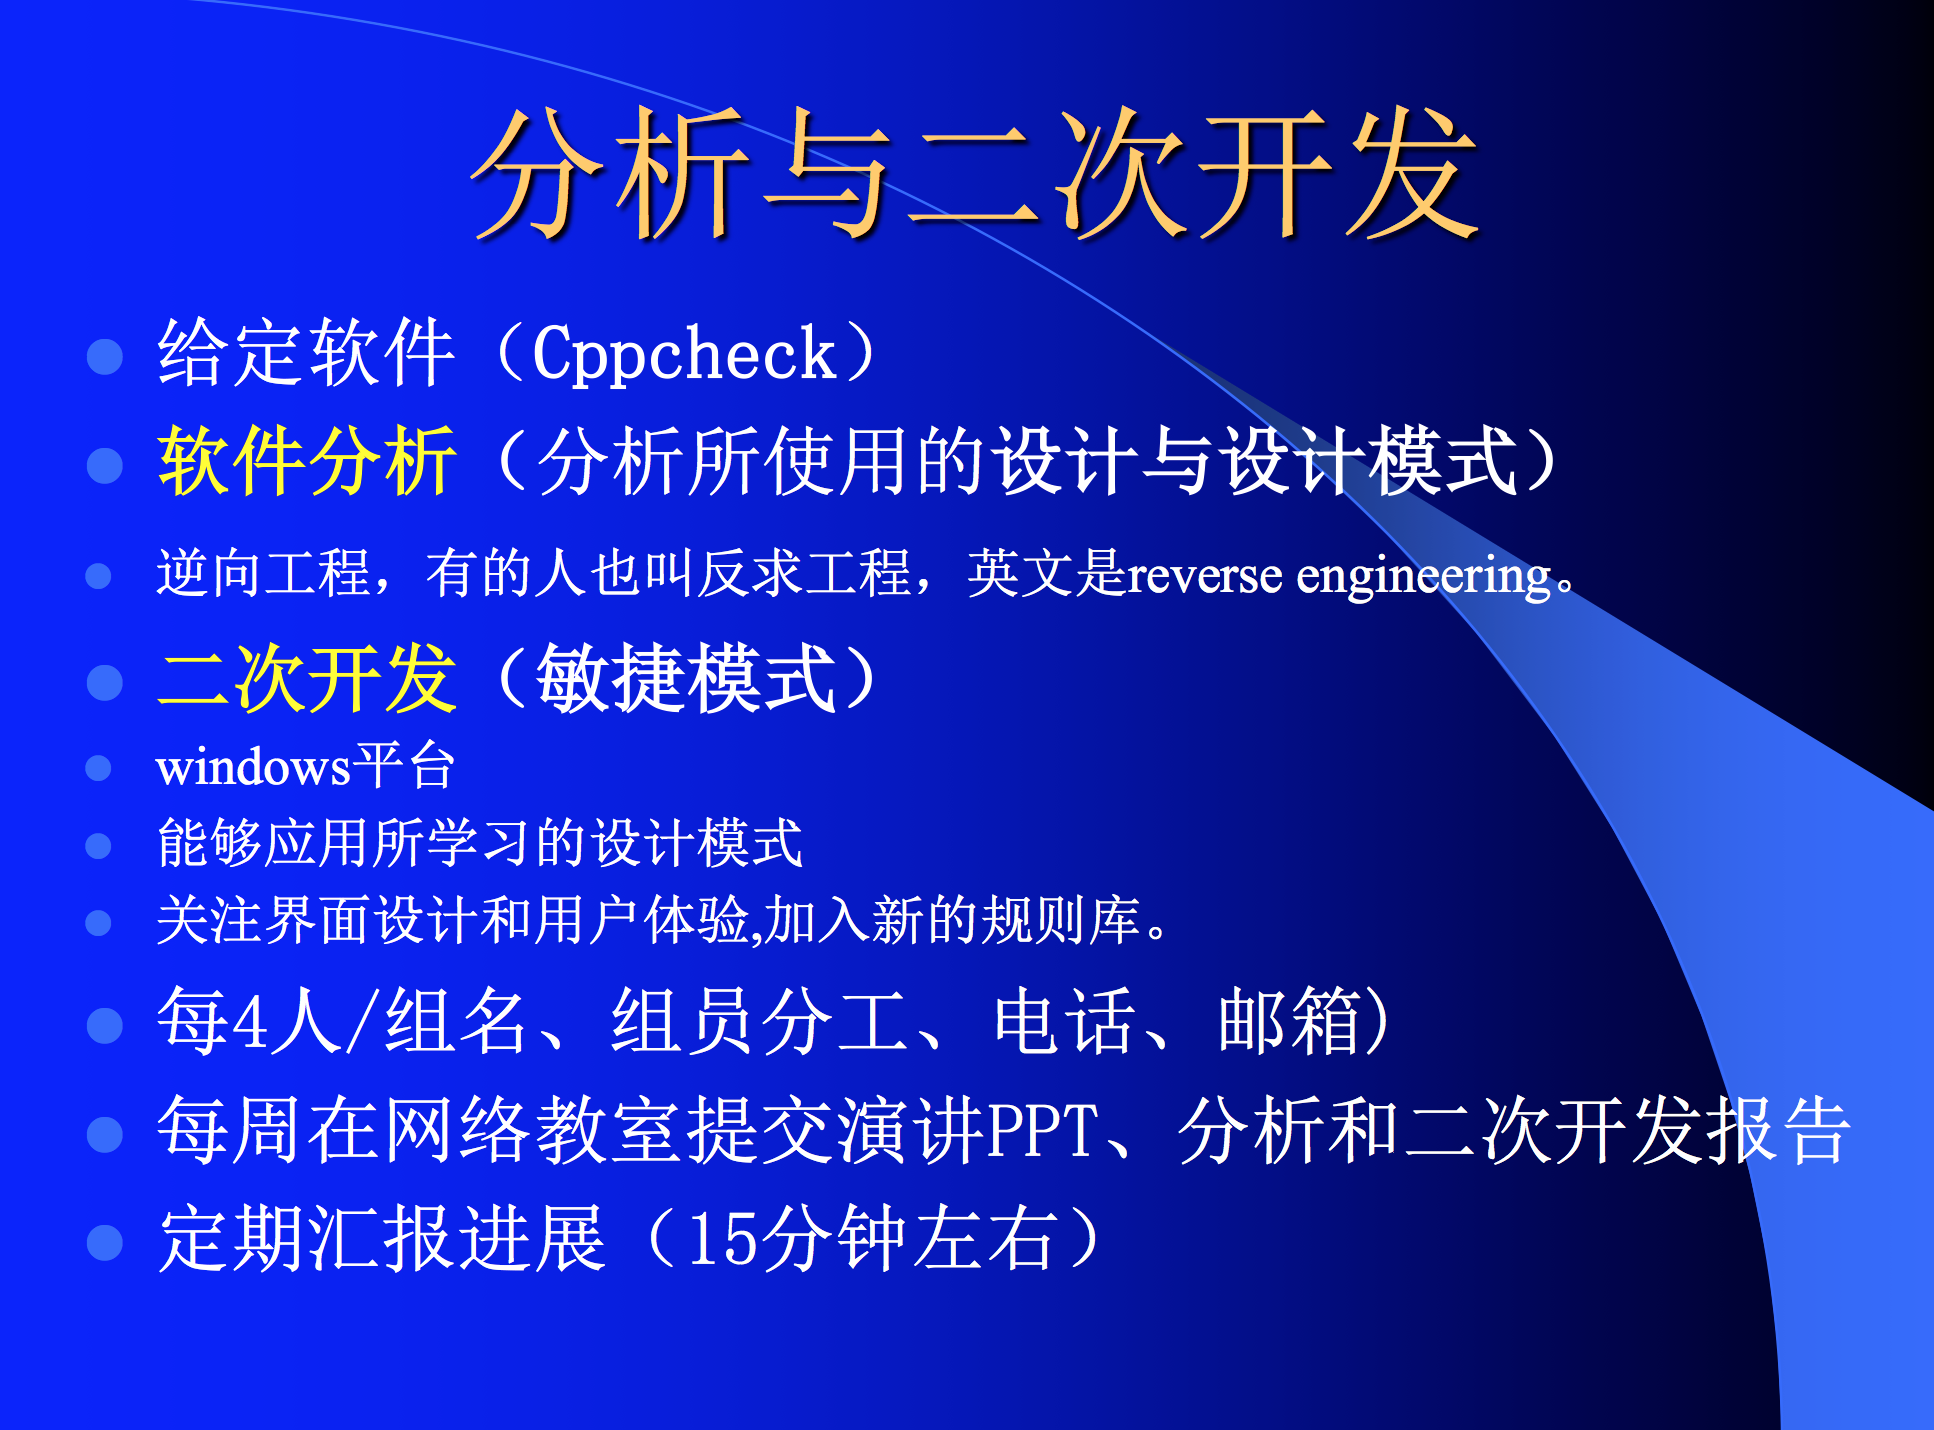 分析与二次开发
给定软件（Cppcheck）
软件分析（分析所使用的设计与设计模式）
逆向工程，有的人也叫反求工程，英文是reverse engineering。
二次开发（敏捷模式）
windows平台
能够应用所学习的设计模式
关注界面设计和用户体验,加入新的规则库。
每4人/组名、组员分工、电话、邮箱)
每周在网络教室提交演讲PPT、分析和二次开发报告
定期汇报进展（15分钟左右）